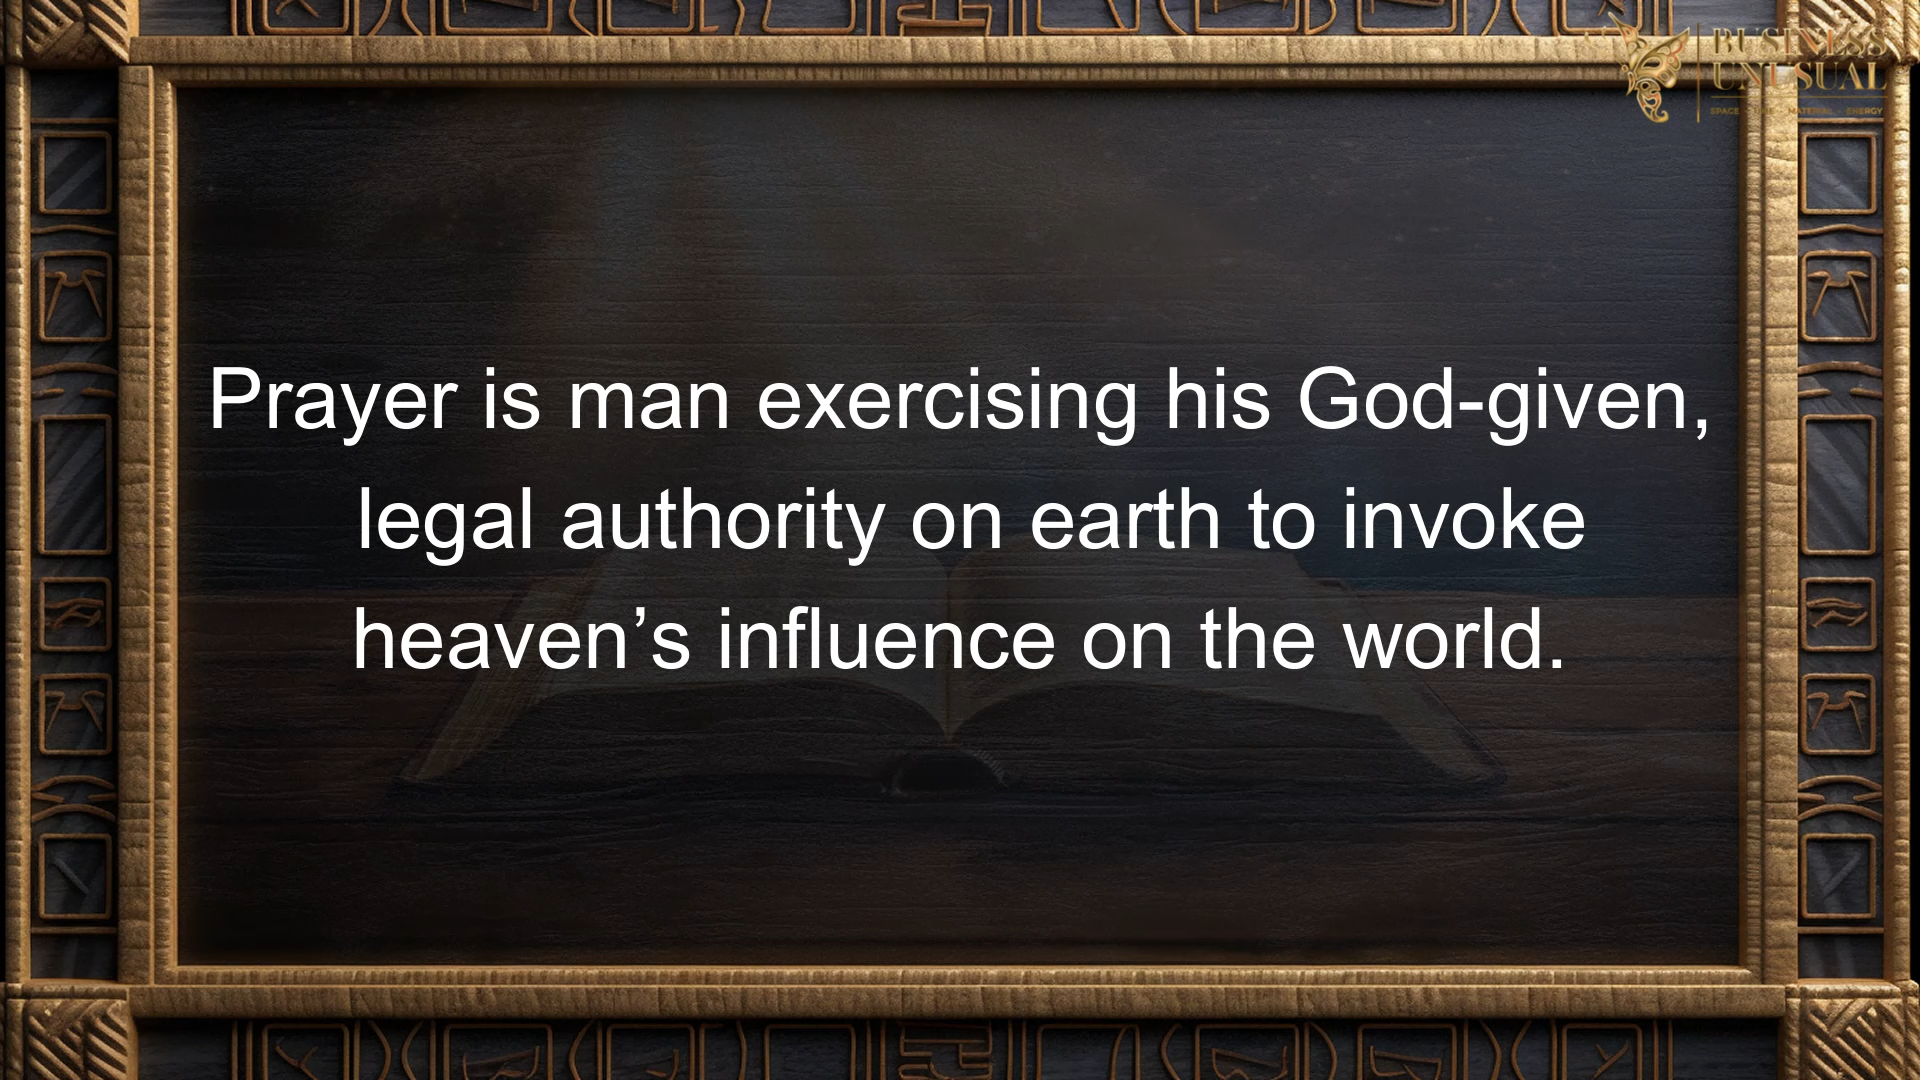 BUSINESS
UNUSUAL
Prayer is man exercising his God-given,
legal authority on earth to invoke
heaven’s influence on the world.